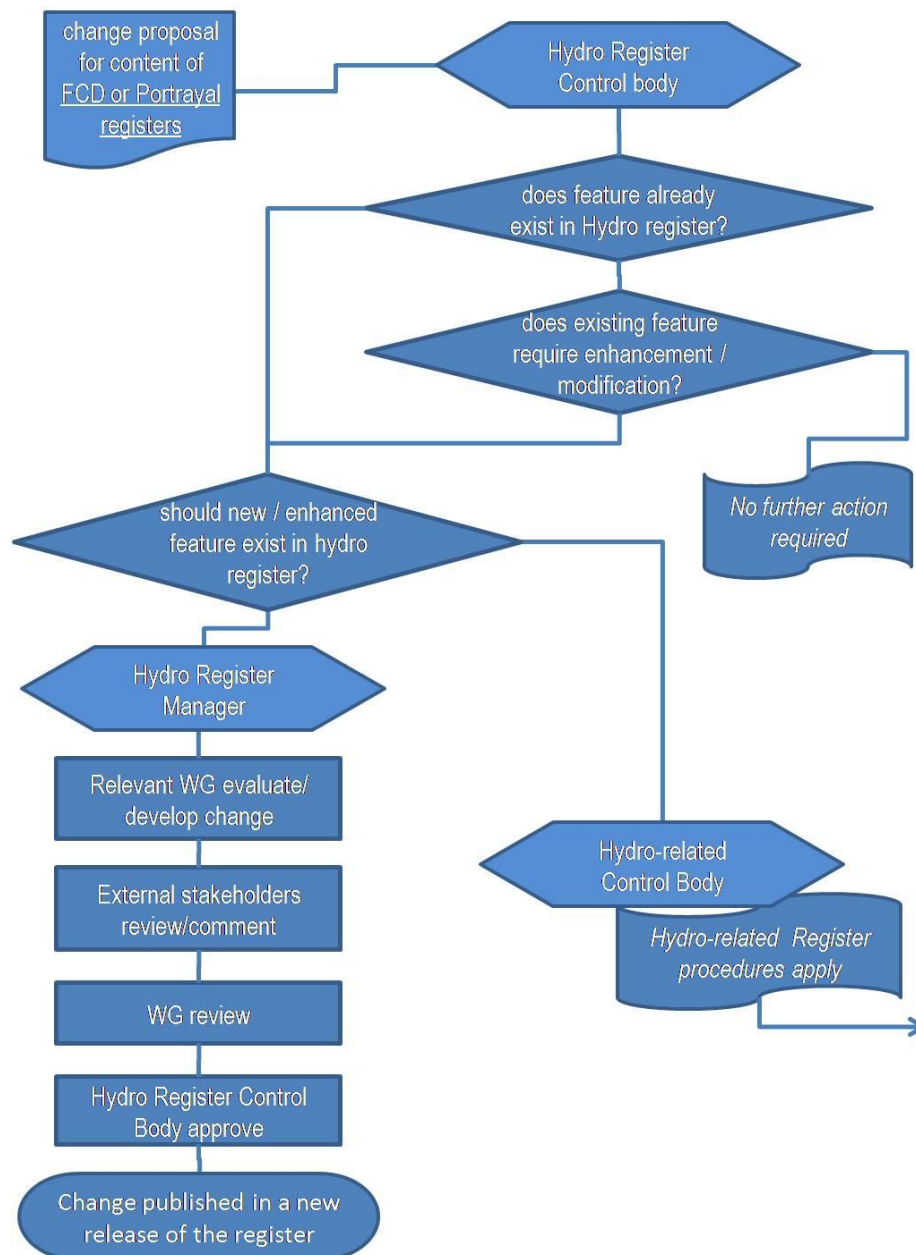 change proposal
for content of
FCD or Portrayal
registers
Hydro Register
Control body
does feature already
exist in Hydro register?
does existing feature
require enhancement /
modification?
No further action
required
should new / enhanced
feature exist in hydro
register?
Hydro Register
Manager
Relevant WG evaluate/
develop change
External stakeholders
review/comment
WG review
Hydro Register Control
Body approve
Change published in a new
release of the register
Hydro-related
Control Body
Hydro-related Register
procedures apply